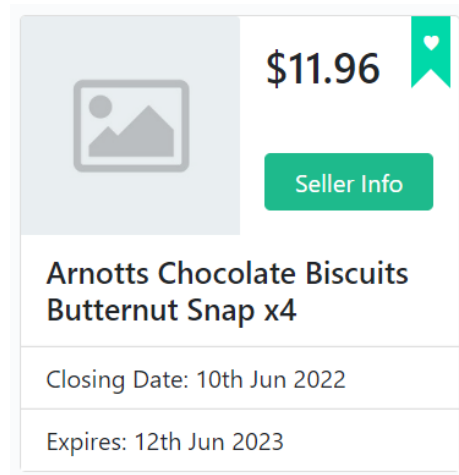 $11.96
Seller Info
Arnotts Chocolate Biscuits
Butternut Snap x4
Closing Date: 10th Jun 2022
Expires: 12th Jun 2023